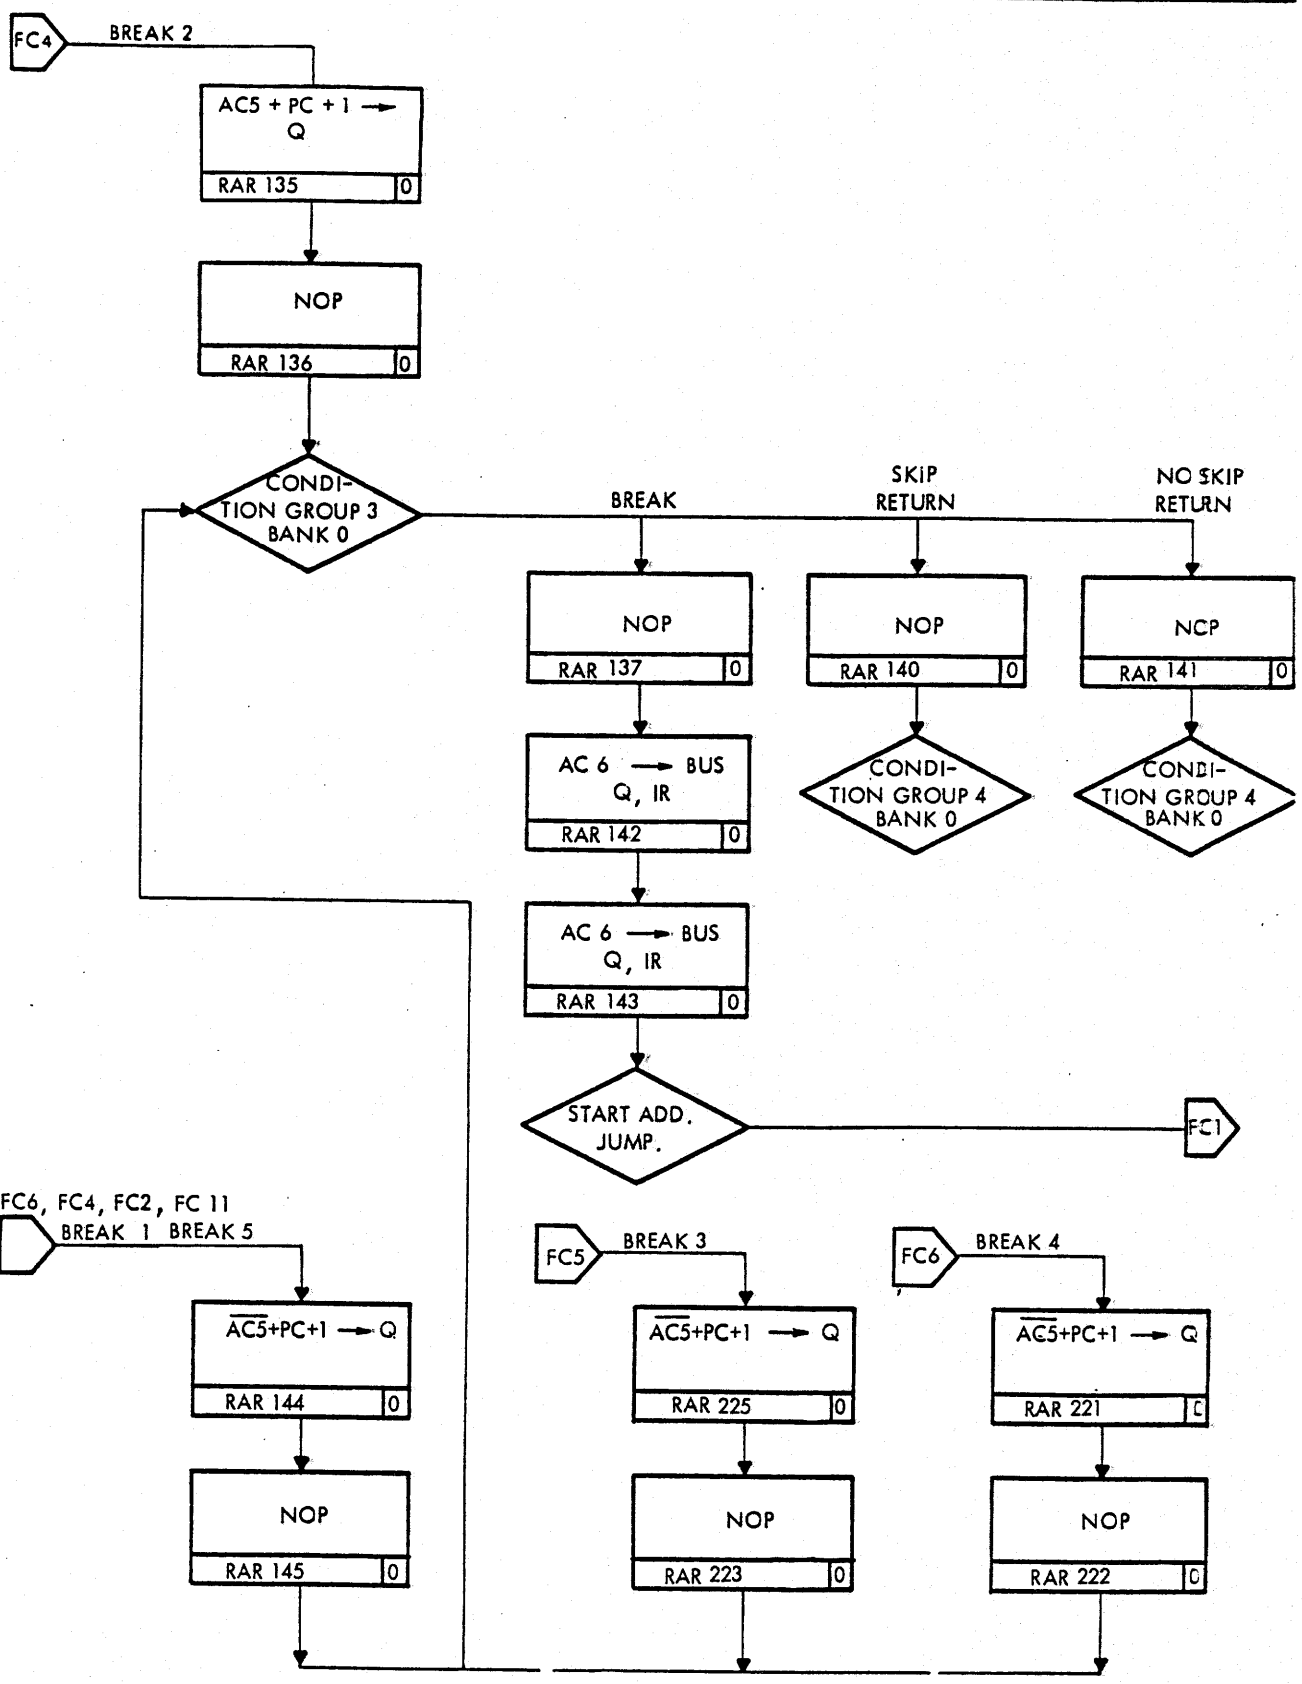 FC4
BREAK 2
AC5 + PC + 1 →
Q
RAR 135 0
NOP
RAR 136 0
CONDI-
TION GROUP 3
BANK 0
BREAK
SKIP
RETURN
NO SKIP
RETURN
NOP
RAR 137 0
NOP
RAR 140 0
NCP
RAR 141 0
AC 6 → BUS
Q, IR
RAR 142 0
CONDI-
TION GROUP 4
BANK 0
CONDI-
TION GROUP 4
BANK 0
AC 6 → BUS
Q, IR
RAR 143 0
START ADD.
JUMP.
FC1
FC6, FC4, FC2, FC 11
BREAK 1 BREAK 5
FC5
BREAK 3
FC6
BREAK 4
A̅C̅5̅+PC+1 → Q
RAR 144 0
A̅C̅5̅+PC+1 → Q
RAR 225 0
A̅C̅5̅+PC+1 → Q
RAR 221
NOP
RAR 145 0
NOP
RAR 223 0
NOP
RAR 222